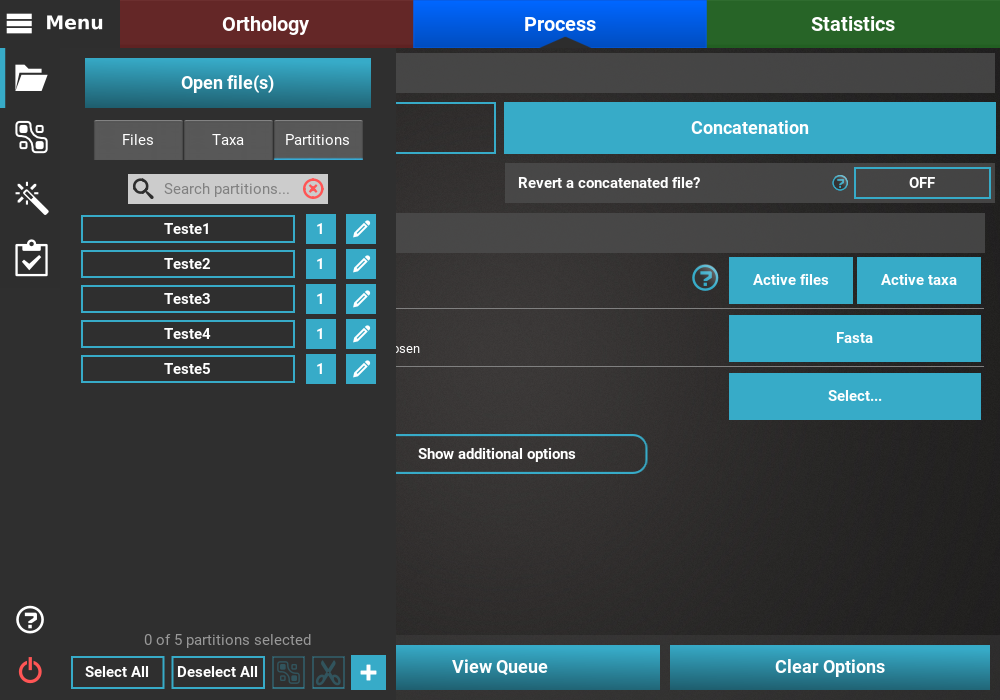 Menu
Orthology
Process
Statistics
Open file(s)
Files
Taxa
Partitions
Search partitions...
Teste1
1
Teste2
1
Teste3
1
Teste4
1
Teste5
1
Concatenation
Revert a concatenated file?
?
OFF
?
Active files
Active taxa
Fasta
Select...
Show additional options
?
0 of 5 partitions selected
Select All
Deselect All
+
View Queue
Clear Options